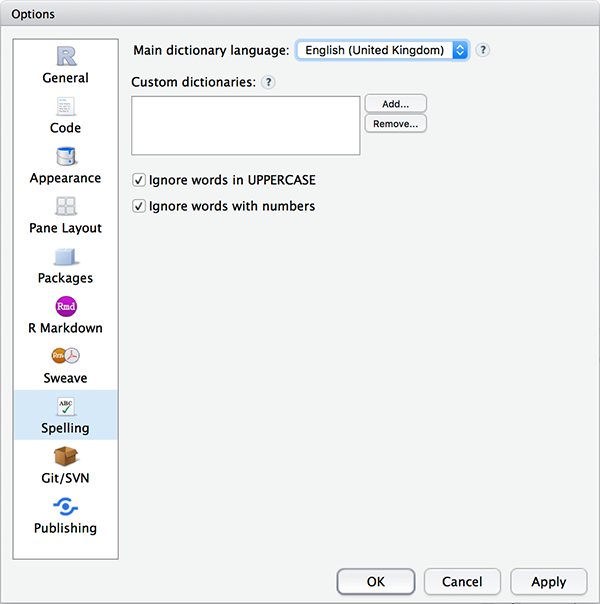 Options
General
Code
Appearance
Pane Layout
Packages
Rmd
R Markdown
Sweave
ABC
Spelling
Git/SVN
Publishing
Main dictionary language: English (United Kingdom) ?
Custom dictionaries: ?
Add...
Remove...
Ignore words in UPPERCASE
Ignore words with numbers
OK Cancel Apply